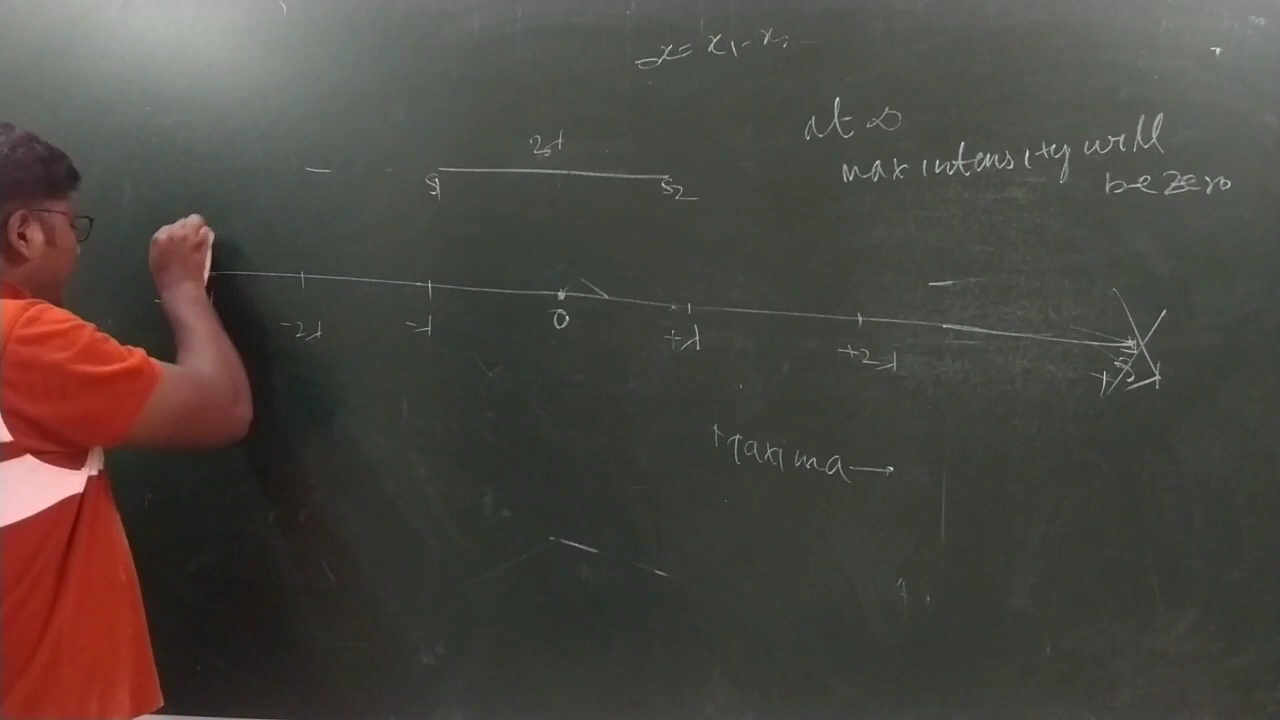 x = x1 - x2
at ∞
max intensity will
be zero
2λ
S1 S2
-2λ -λ 0 +λ +2λ
Maxima →